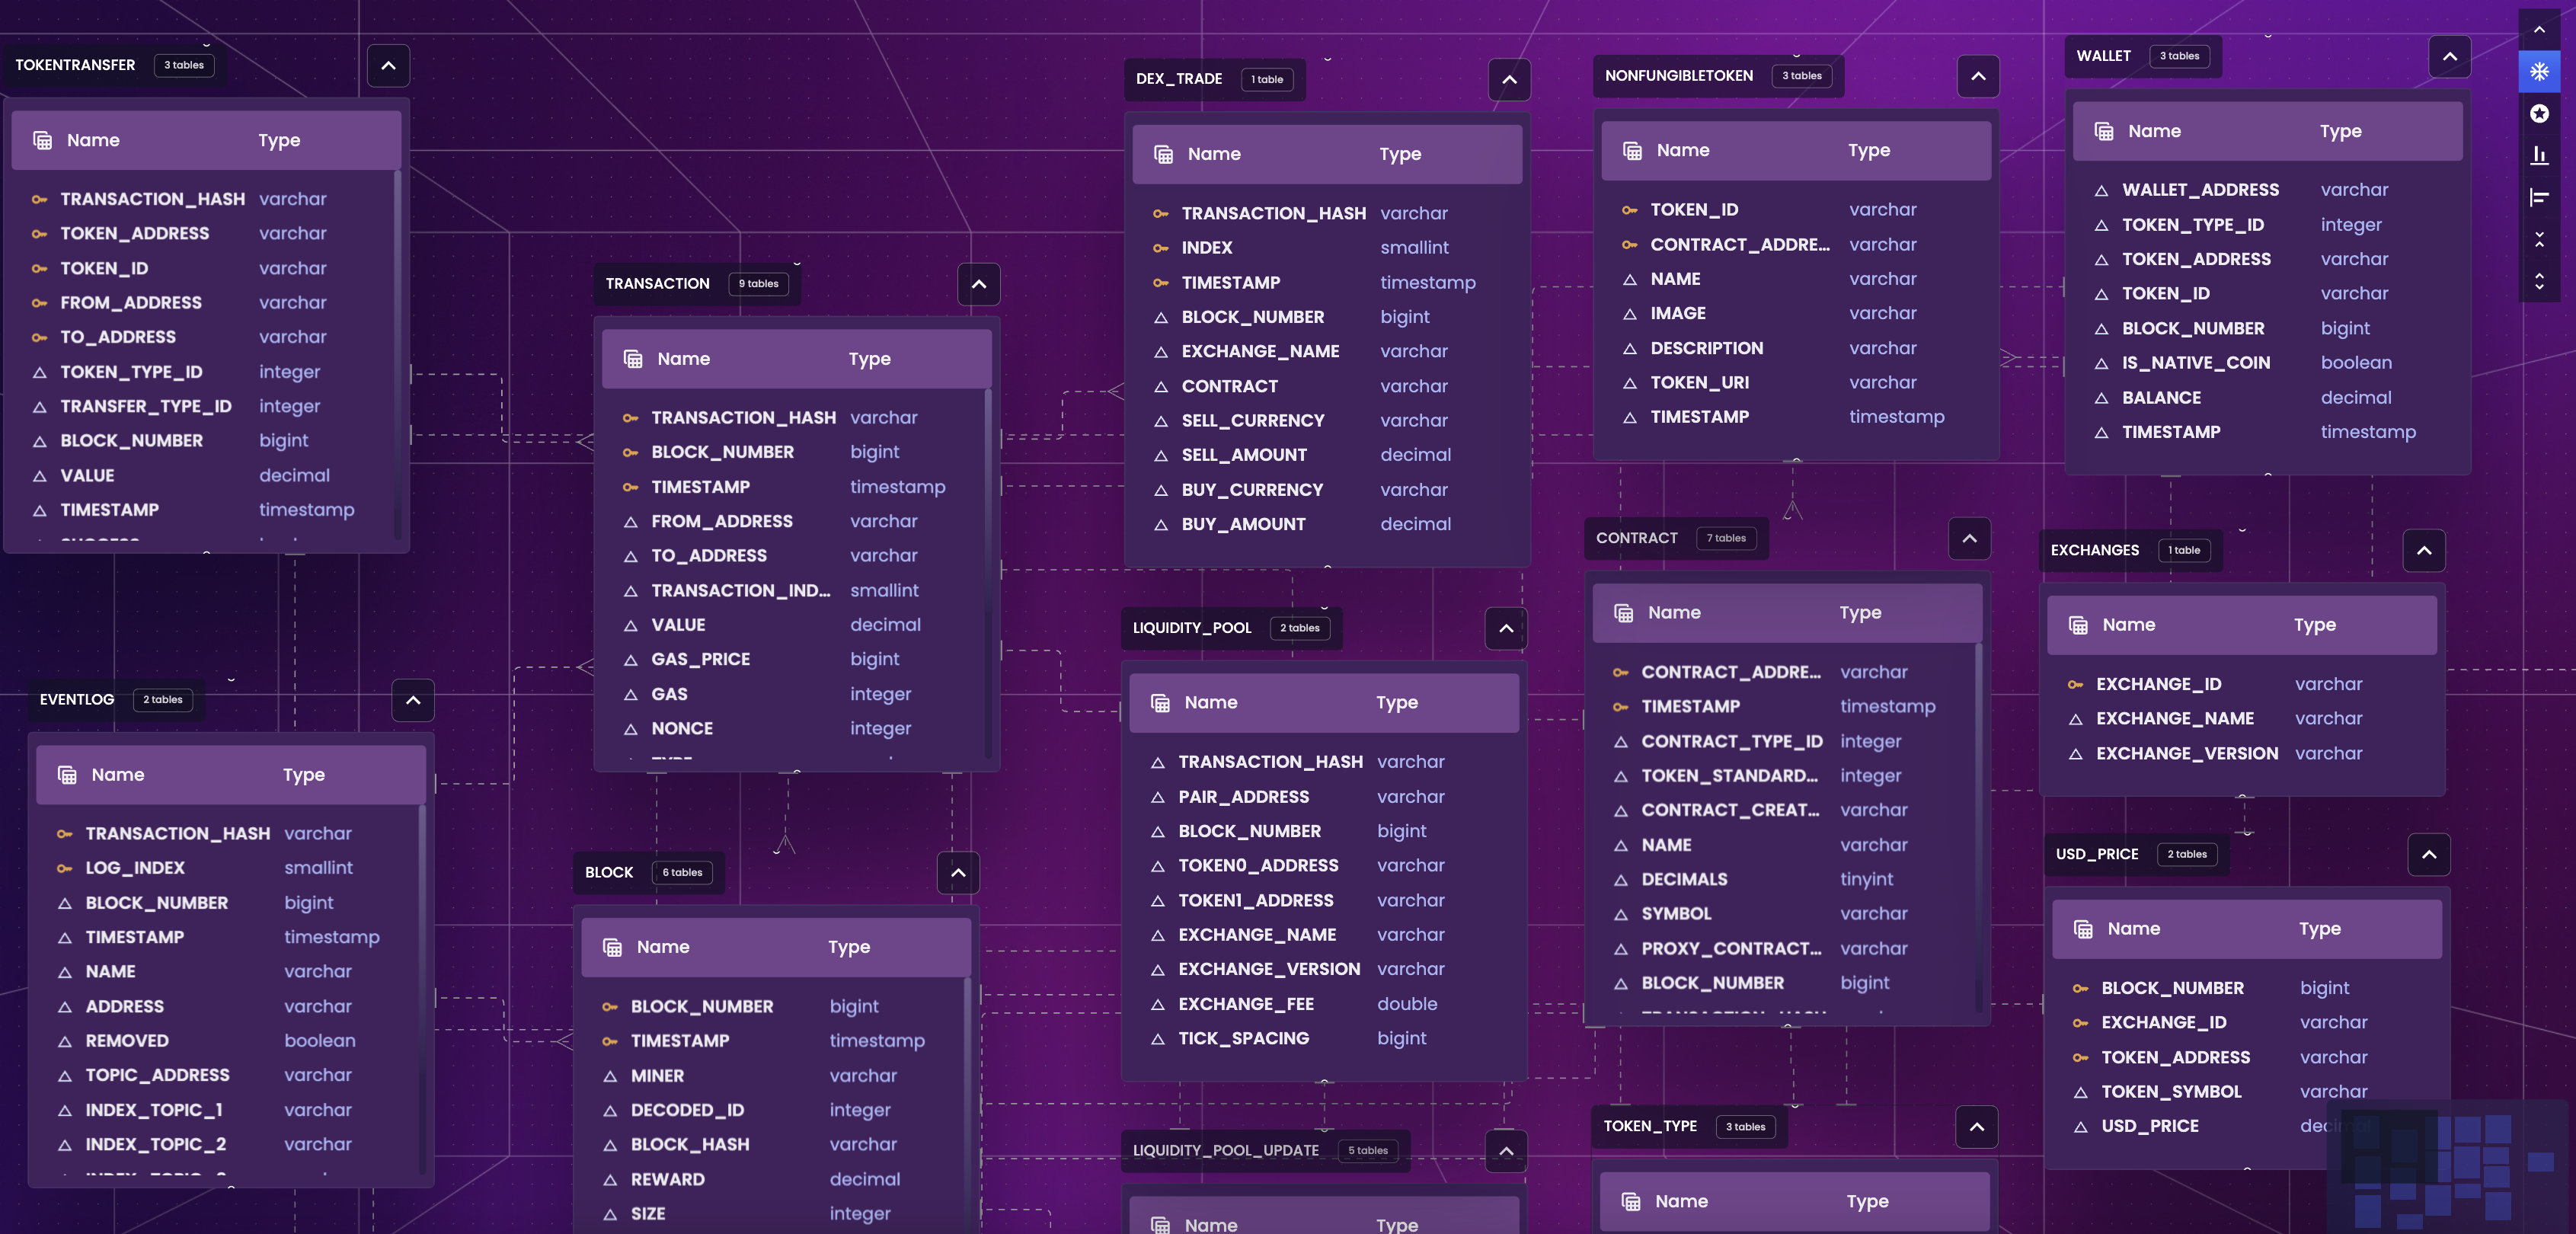 TOKENTRANSFER 3 tables
Name Type
TRANSACTION_HASH varchar
TOKEN_ADDRESS varchar
TOKEN_ID varchar
FROM_ADDRESS varchar
TO_ADDRESS varchar
TOKEN_TYPE_ID integer
TRANSFER_TYPE_ID integer
BLOCK_NUMBER bigint
VALUE decimal
TIMESTAMP timestamp
EVENTLOG 2 tables
Name Type
TRANSACTION_HASH varchar
LOG_INDEX smallint
BLOCK_NUMBER bigint
TIMESTAMP timestamp
NAME varchar
ADDRESS varchar
REMOVED boolean
TOPIC_ADDRESS varchar
INDEX_TOPIC_1 varchar
INDEX_TOPIC_2 varchar
TRANSACTION 9 tables
Name Type
TRANSACTION_HASH varchar
BLOCK_NUMBER bigint
TIMESTAMP timestamp
FROM_ADDRESS varchar
TO_ADDRESS varchar
TRANSACTION_IND... smallint
VALUE decimal
GAS_PRICE bigint
GAS integer
NONCE integer
BLOCK 6 tables
Name Type
BLOCK_NUMBER bigint
TIMESTAMP timestamp
MINER varchar
DECODED_ID integer
BLOCK_HASH varchar
REWARD decimal
SIZE integer
DEX_TRADE 1 table
Name Type
TRANSACTION_HASH varchar
INDEX smallint
TIMESTAMP timestamp
BLOCK_NUMBER bigint
EXCHANGE_NAME varchar
CONTRACT varchar
SELL_CURRENCY varchar
SELL_AMOUNT decimal
BUY_CURRENCY varchar
BUY_AMOUNT decimal
LIQUIDITY_POOL 2 tables
Name Type
TRANSACTION_HASH varchar
PAIR_ADDRESS varchar
BLOCK_NUMBER bigint
TOKEN0_ADDRESS varchar
TOKEN1_ADDRESS varchar
EXCHANGE_NAME varchar
EXCHANGE_VERSION varchar
EXCHANGE_FEE double
TICK_SPACING bigint
LIQUIDITY_POOL_UPDATE 5 tables
Name Type
NONFUNGIBLETOKEN 3 tables
Name Type
TOKEN_ID varchar
CONTRACT_ADDRE... varchar
NAME varchar
IMAGE varchar
DESCRIPTION varchar
TOKEN_URI varchar
TIMESTAMP timestamp
CONTRACT 7 tables
Name Type
CONTRACT_ADDRE... varchar
TIMESTAMP timestamp
CONTRACT_TYPE_ID integer
TOKEN_STANDARD... integer
CONTRACT_CREAT... varchar
NAME varchar
DECIMALS tinyint
SYMBOL varchar
PROXY_CONTRACT... varchar
BLOCK_NUMBER bigint
TOKEN_TYPE 3 tables
Name Type
WALLET 3 tables
Name Type
WALLET_ADDRESS varchar
TOKEN_TYPE_ID integer
TOKEN_ADDRESS varchar
TOKEN_ID varchar
BLOCK_NUMBER bigint
IS_NATIVE_COIN boolean
BALANCE decimal
TIMESTAMP timestamp
EXCHANGES 1 table
Name Type
EXCHANGE_ID varchar
EXCHANGE_NAME varchar
EXCHANGE_VERSION varchar
USD_PRICE 2 tables
Name Type
BLOCK_NUMBER bigint
EXCHANGE_ID varchar
TOKEN_ADDRESS varchar
TOKEN_SYMBOL varchar
USD_PRICE decimal